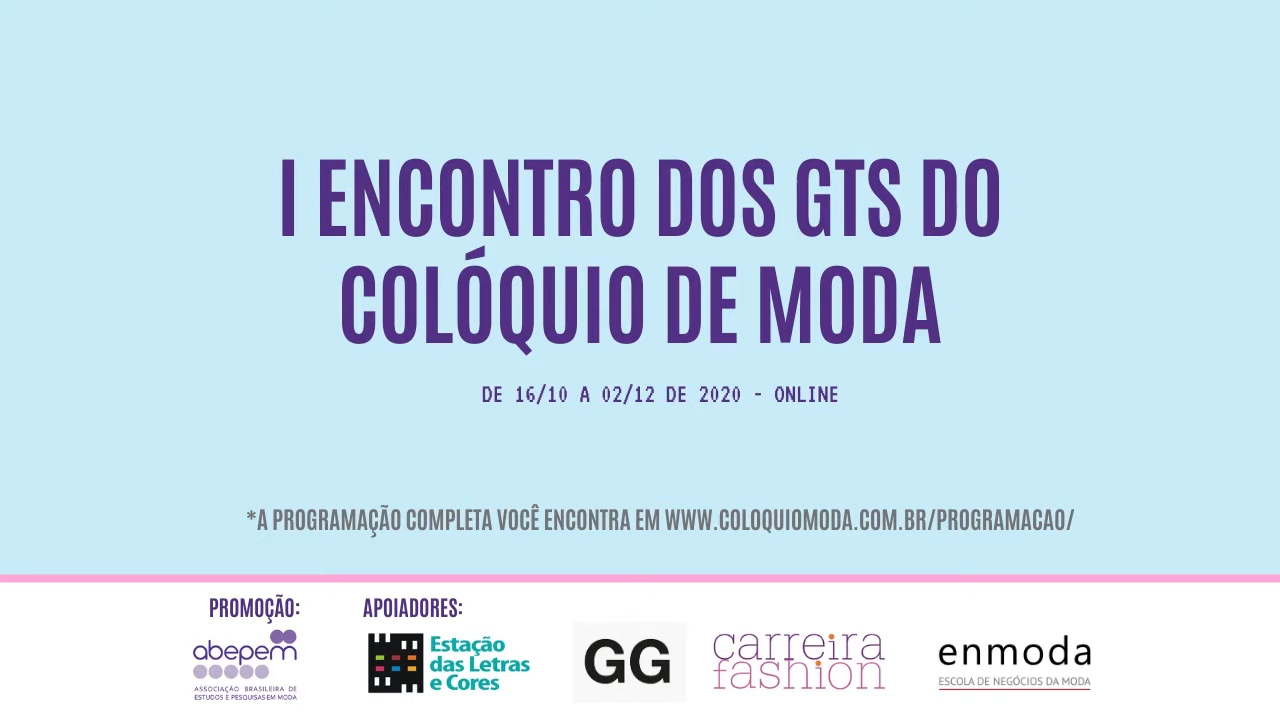 I ENCONTRO DOS GTS DO
COLÓQUIO DE MODA
DE 16/10 A 02/12 DE 2020 - ONLINE
*A PROGRAMAÇÃO COMPLETA VOCÊ ENCONTRA EM WWW.COLOQUIOMODA.COM.BR/PROGRAMACAO/
PROMOÇÃO:
abepem
ASSOCIAÇÃO BRASILEIRA DE
ESTUDOS E PESQUISAS EM MODA
APOIADORES:
Estação
das Letras
e Cores
GG
carreira
fashion
enmoda
ESCOLA DE NEGÓCIOS DA MODA